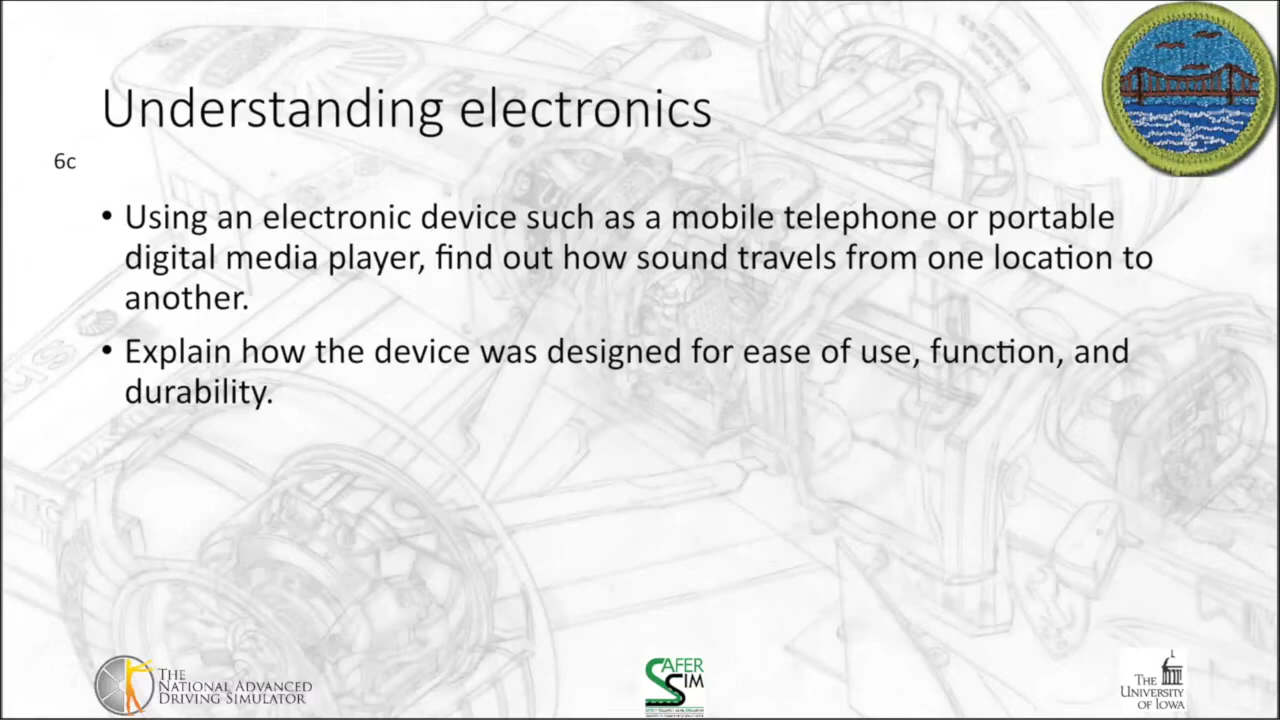 Understanding electronics
6c
• Using an electronic device such as a mobile telephone or portable
digital media player, find out how sound travels from one location to
another.
• Explain how the device was designed for ease of use, function, and
durability.
THE
NATIONAL ADVANCED
DRIVING SIMULATOR
SAFER
SIM
THE
UNIVERSITY
OF IOWA